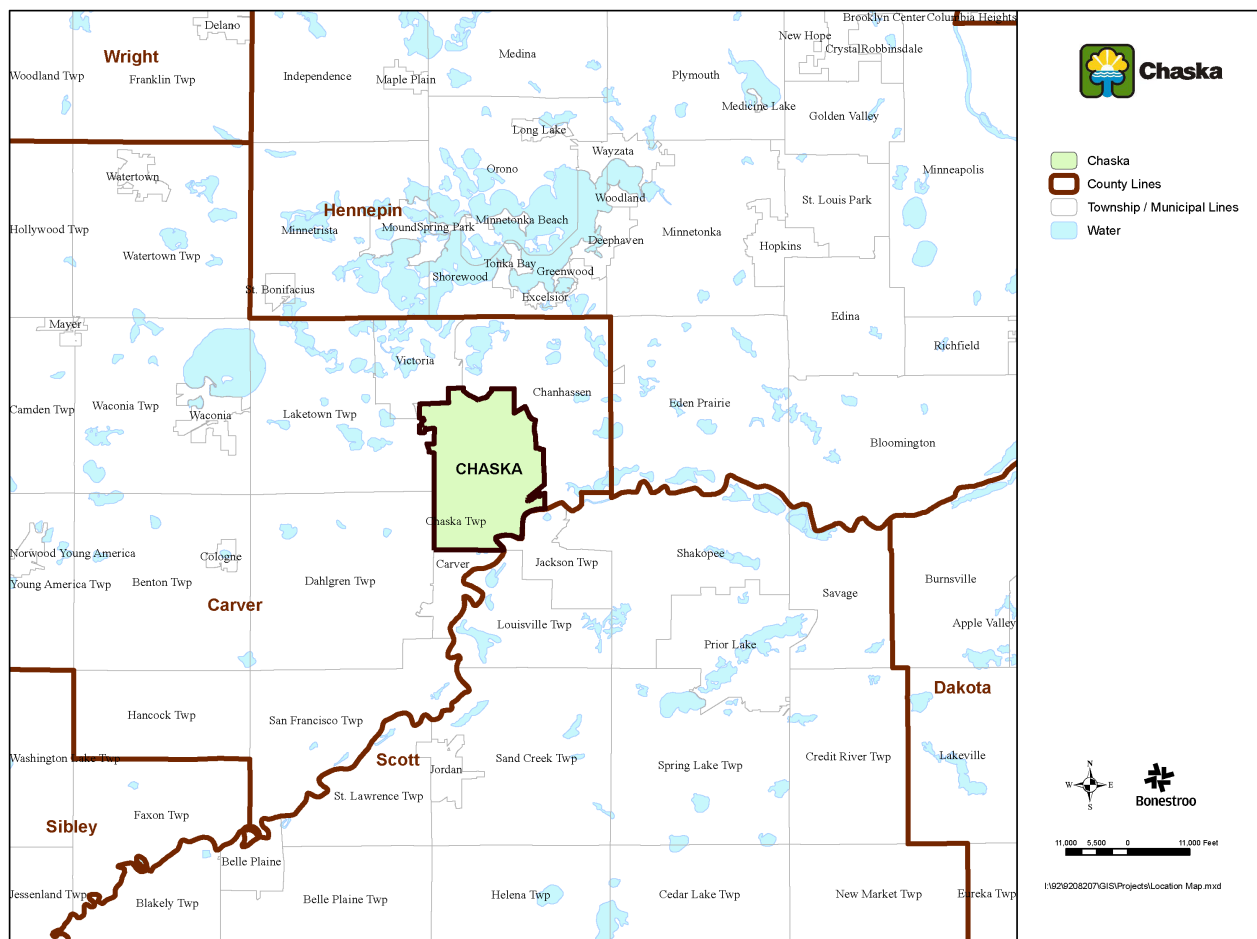 Brooklyn Center
Columbia Heights
Delano
New Hope
Crystal
Robbinsdale
Wright
Medina
Woodland Twp
Franklin Twp
Independence
Maple Plain
Plymouth
Medicine Lake
Golden Valley
Long Lake
Wayzata
Watertown
Orono
Minneapolis
Woodland
St. Louis Park
Hennepin
Minnetonka Beach
Mound
Spring Park
Minnetrista
Hollywood Twp
Minnetonka
Deephaven
Hopkins
Watertown Twp
Tonka Bay
Greenwood
Shorewood
St. Bonifacius
Excelsior
Edina
Mayer
Richfield
Victoria
Chanhassen
Eden Prairie
Camden Twp
Waconia Twp
Waconia
Laketown Twp
Bloomington
CHASKA
Chaska Twp
Norwood Young America
Cologne
Shakopee
Carver
Jackson Twp
Young America Twp
Benton Twp
Dahlgren Twp
Burnsville
Savage
Carver
Louisville Twp
Apple Valley
Prior Lake
Dakota
Hancock Twp
San Francisco Twp
Washington Lake Twp
Scott
Sand Creek Twp
Credit River Twp
Lakeville
Jordan
Spring Lake Twp
St. Lawrence Twp
Faxon Twp
Sibley
Belle Plaine
Jessenland Twp
Blakely Twp
Belle Plaine Twp
Helena Twp
Cedar Lake Twp
New Market Twp
Eureka Twp
Chaska
Chaska
County Lines
Township / Municipal Lines
Water
N
W E
S
Bonestroo
11,000 5,500 0 11,000 Feet
I:\92\9208207\GIS\Projects\Location Map.mxd